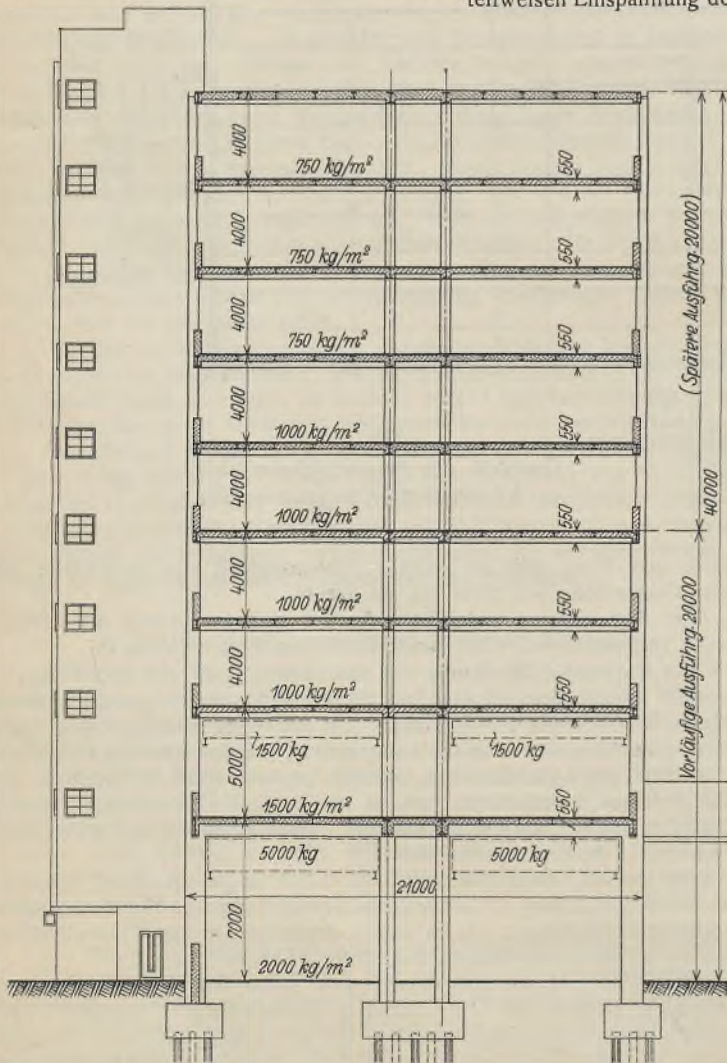 teilweisen Einspannung de
4000
750 kg/m²
550
4000
750 kg/m²
550
4000
750 kg/m²
550
(Spätere Ausführg. 20000)
4000
1000 kg/m²
550
40000
4000
1000 kg/m²
550
4000
1000 kg/m²
550
4000
1000 kg/m²
550
Vorläufige Ausführg. 20000
1500 kg
1500 kg
5000
1500 kg/m²
550
5000 kg
5000 kg
21000
7000
2000 kg/m²